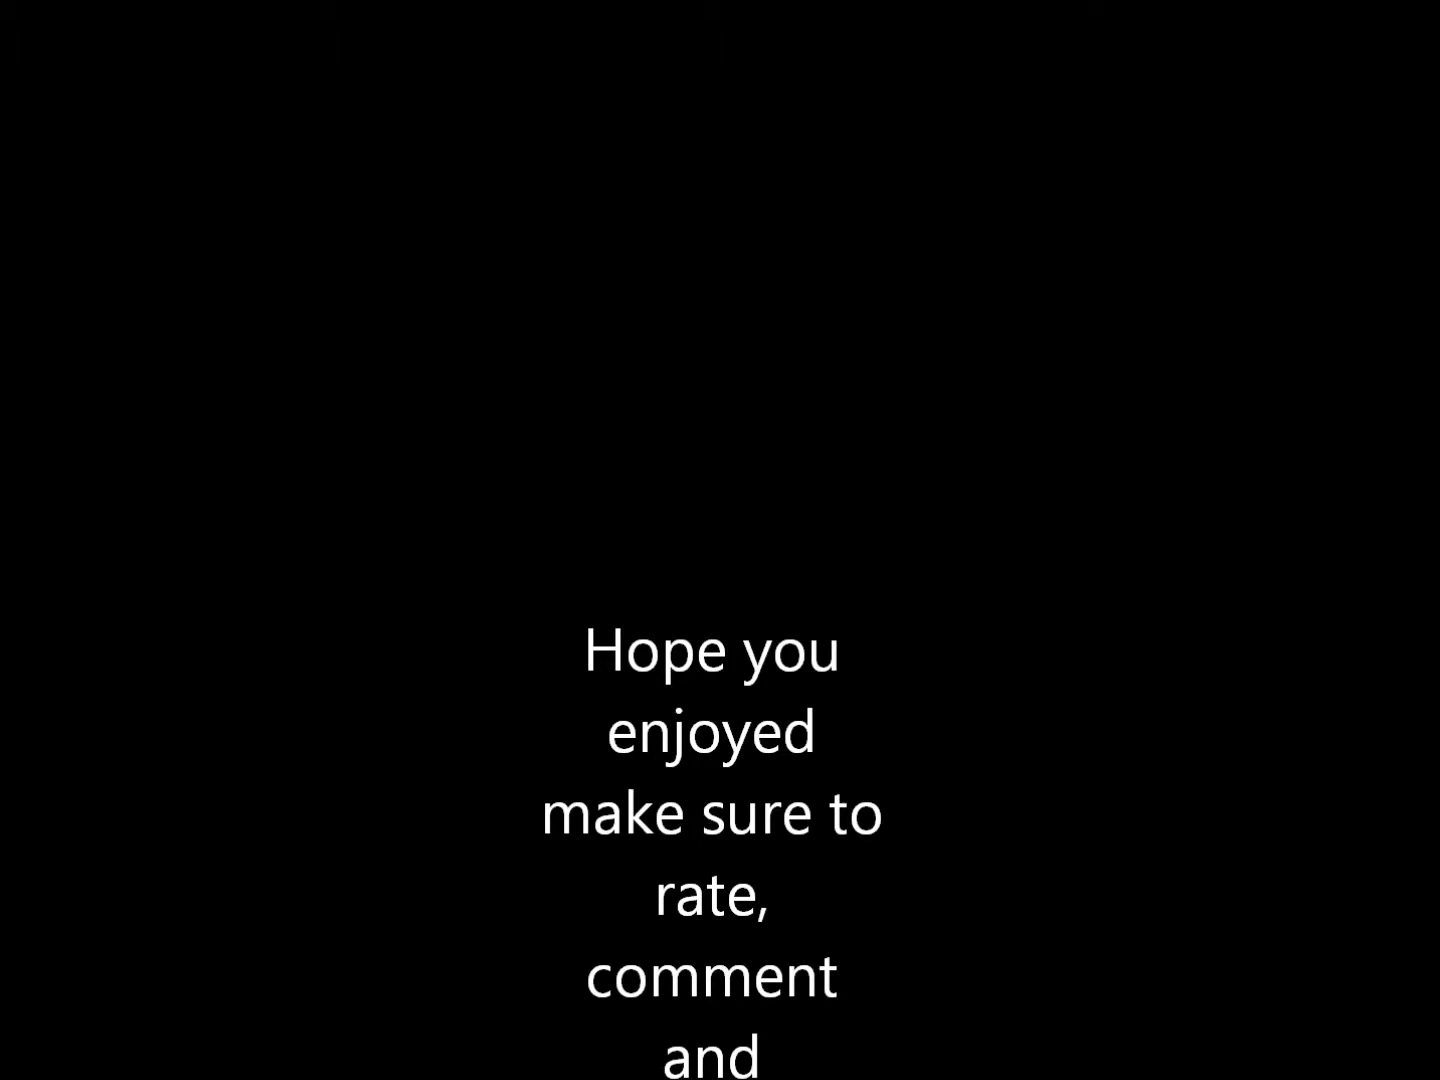 Hope you
enjoyed
make sure to
rate,
comment
and